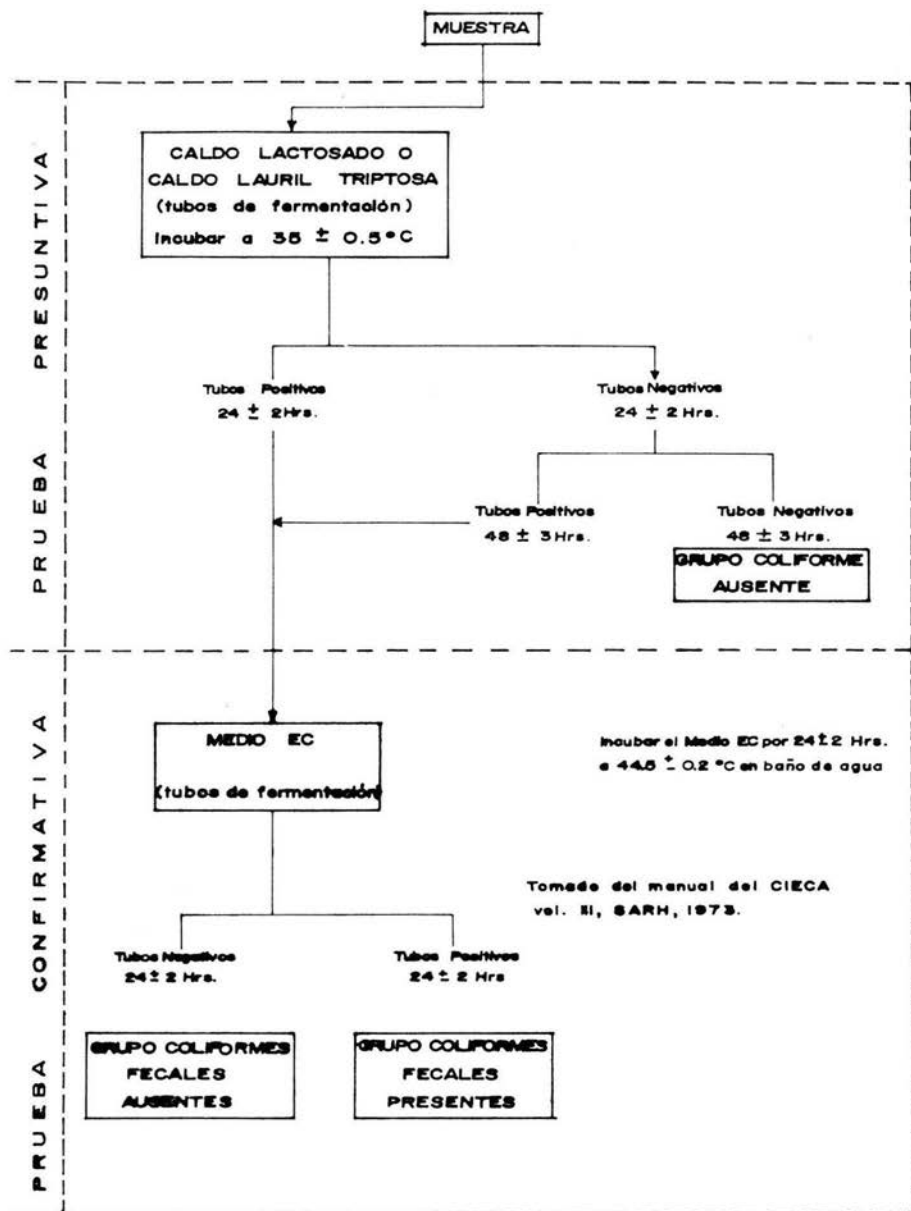 MUESTRA
PRUEBA PRESUNTIVA
CALDO LACTOSADO O
CALDO LAURIL TRIPTOSA
(tubos de fermentación)
Incubar a 35 ± 0.5°C
Tubos Positivos
24 ± 2 Hrs.
Tubos Negativos
24 ± 2 Hrs.
Tubos Positivos
48 ± 3 Hrs.
Tubos Negativos
48 ± 3 Hrs.
GRUPO COLIFORME
AUSENTE
PRUEBA CONFIRMATIVA
MEDIO EC
(tubos de fermentación)
Incubar el Medio EC por 24 ± 2 Hrs.
a 44.5 ± 0.2 °C en baño de agua
Tomado del manual del CIECA
vol. III, SARH, 1973.
Tubos Negativos
24 ± 2 Hrs.
Tubos Positivos
24 ± 2 Hrs
GRUPO COLIFORMES
FECALES
AUSENTES
GRUPO COLIFORMES
FECALES
PRESENTES